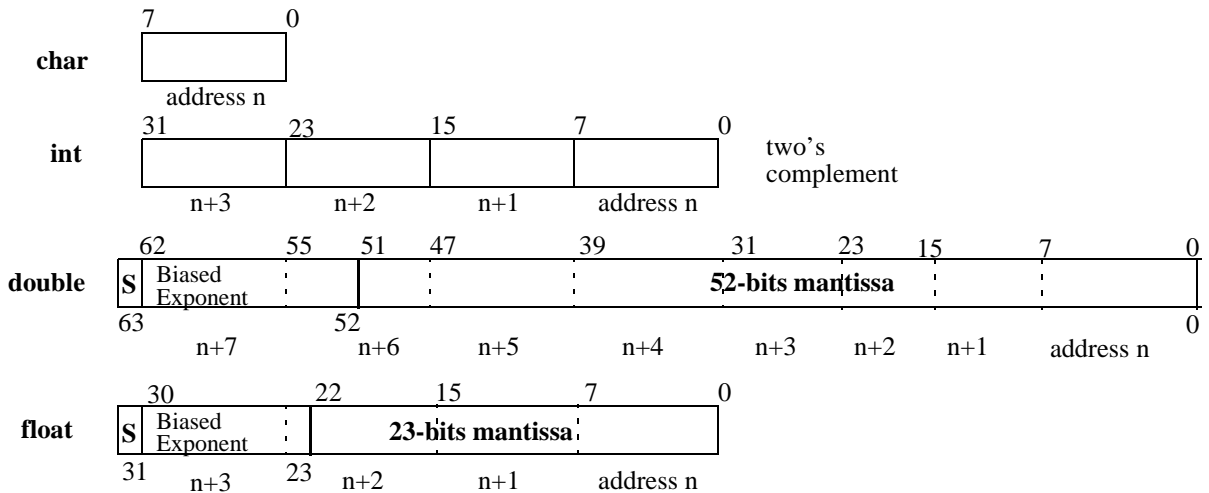 7 0
char
address n
31 23 15 7 0
int
two's
complement
n+3 n+2 n+1 address n
62 55 51 47 39 31 23 15 7 0
double
S
Biased
Exponent
52-bits mantissa
63 52 0
n+7 n+6 n+5 n+4 n+3 n+2 n+1 address n
30 22 15 7 0
float
S
Biased
Exponent
23-bits mantissa
31 23
n+3 n+2 n+1 address n